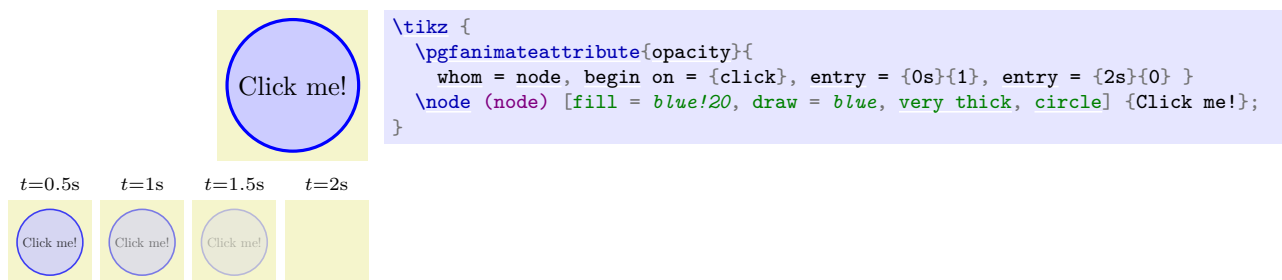 Click me!
\tikz {
  \pgfanimateattribute{opacity}{
    whom = node, begin on = {click}, entry = {0s}{1}, entry = {2s}{0} }
  \node (node) [fill = blue!20, draw = blue, very thick, circle] {Click me!};
}
t=0.5s t=1s t=1.5s t=2s
Click me! Click me! Click me!